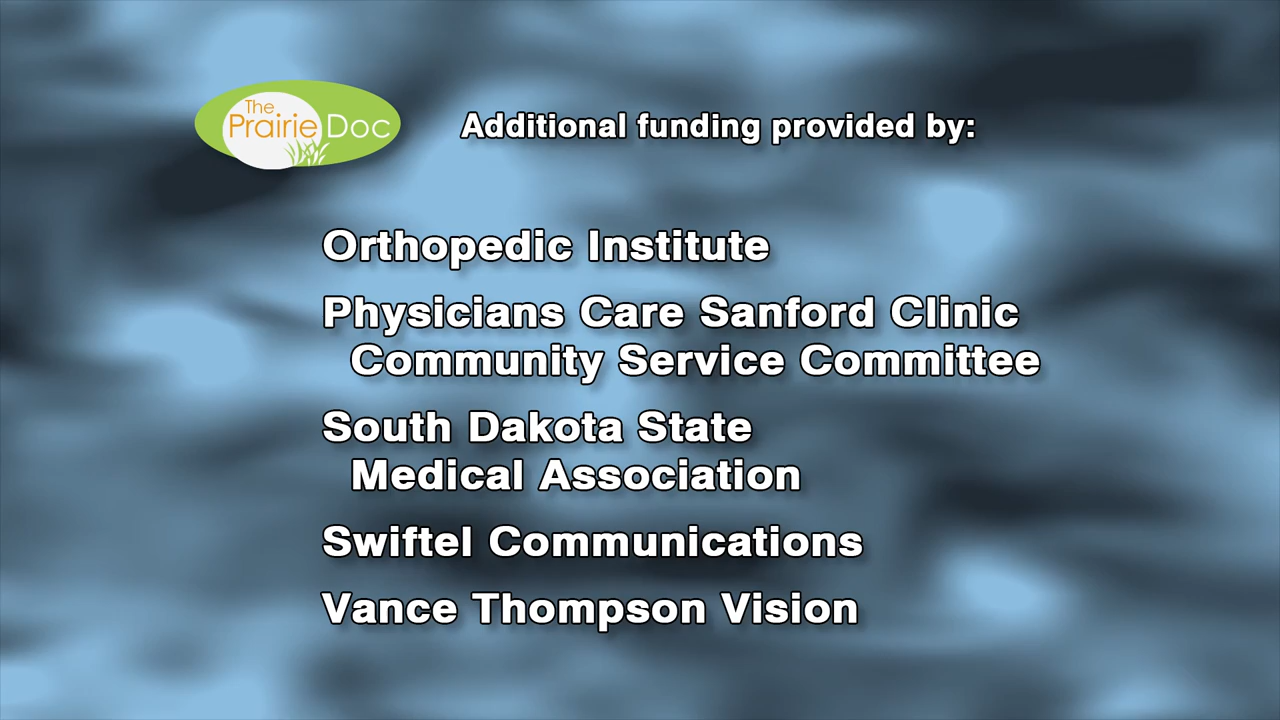 The
Prairie Doc
Additional funding provided by:
Orthopedic Institute
Physicians Care Sanford Clinic
Community Service Committee
South Dakota State
Medical Association
Swiftel Communications
Vance Thompson Vision